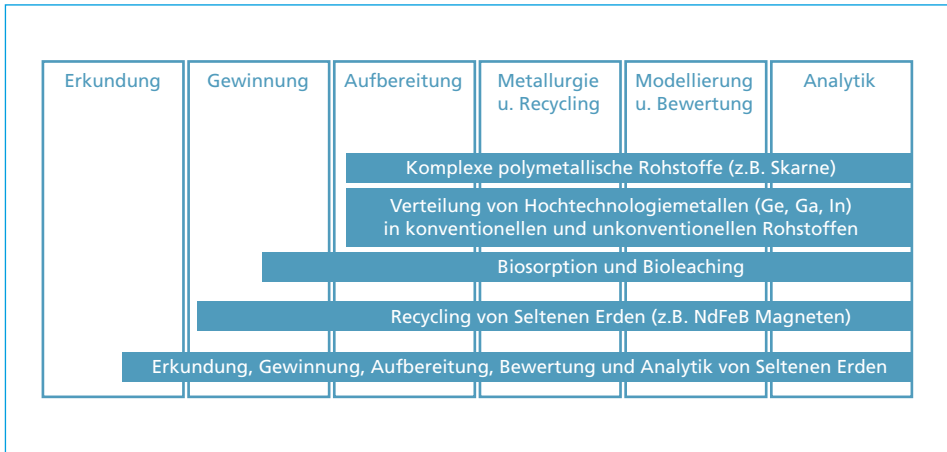 Erkundung
Gewinnung
Aufbereitung
Metallurgie
u. Recycling
Modellierung
u. Bewertung
Analytik
Komplexe polymetallische Rohstoffe (z.B. Skarne)
Verteilung von Hochtechnologiemetallen (Ge, Ga, In)
in konventionellen und unkonventionellen Rohstoffen
Biosorption und Bioleaching
Recycling von Seltenen Erden (z.B. NdFeB Magneten)
Erkundung, Gewinnung, Aufbereitung, Bewertung und Analytik von Seltenen Erden